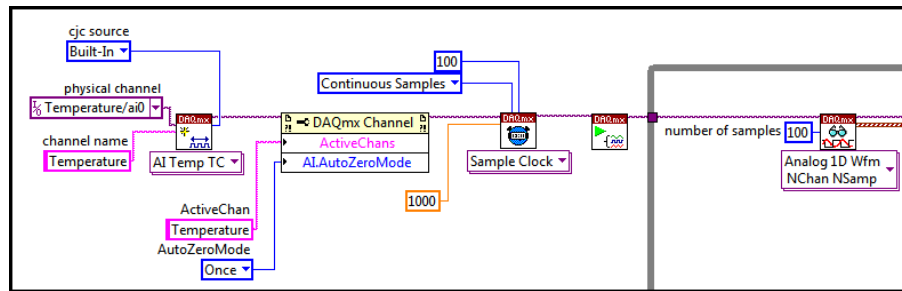 cjc source
Built-In
physical channel
I/O Temperature/ai0
channel name
Temperature
DAQmx
AI Temp TC
DAQmx Channel
ActiveChans
AI.AutoZeroMode
ActiveChan
Temperature
AutoZeroMode
Once
100
Continuous Samples
DAQmx
Sample Clock
1000
DAQmx
number of samples
100
DAQmx
Analog 1D Wfm
NChan NSamp